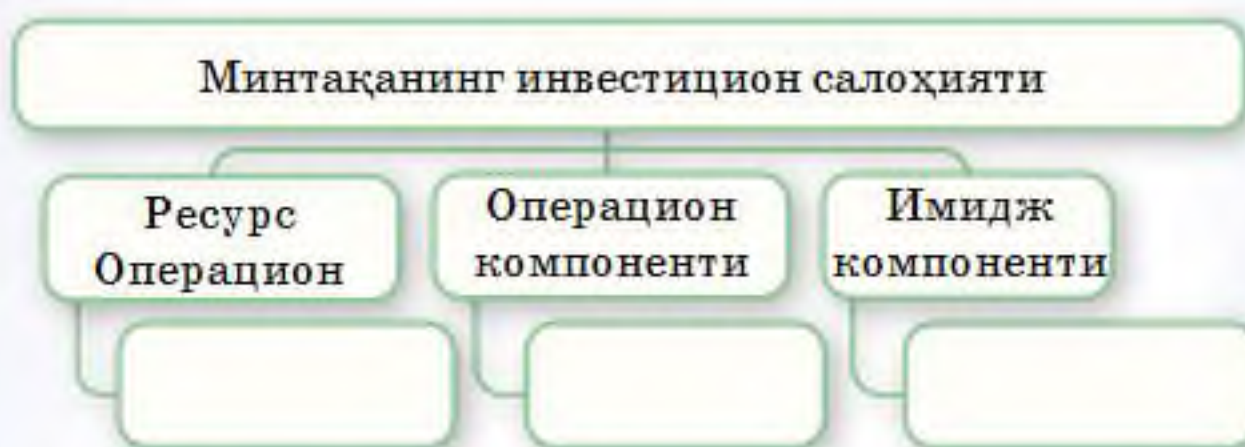 Минтақанинг инвестицион салоҳияти
Ресурс
Операцион
Операцион
компоненти
Имидж
компоненти